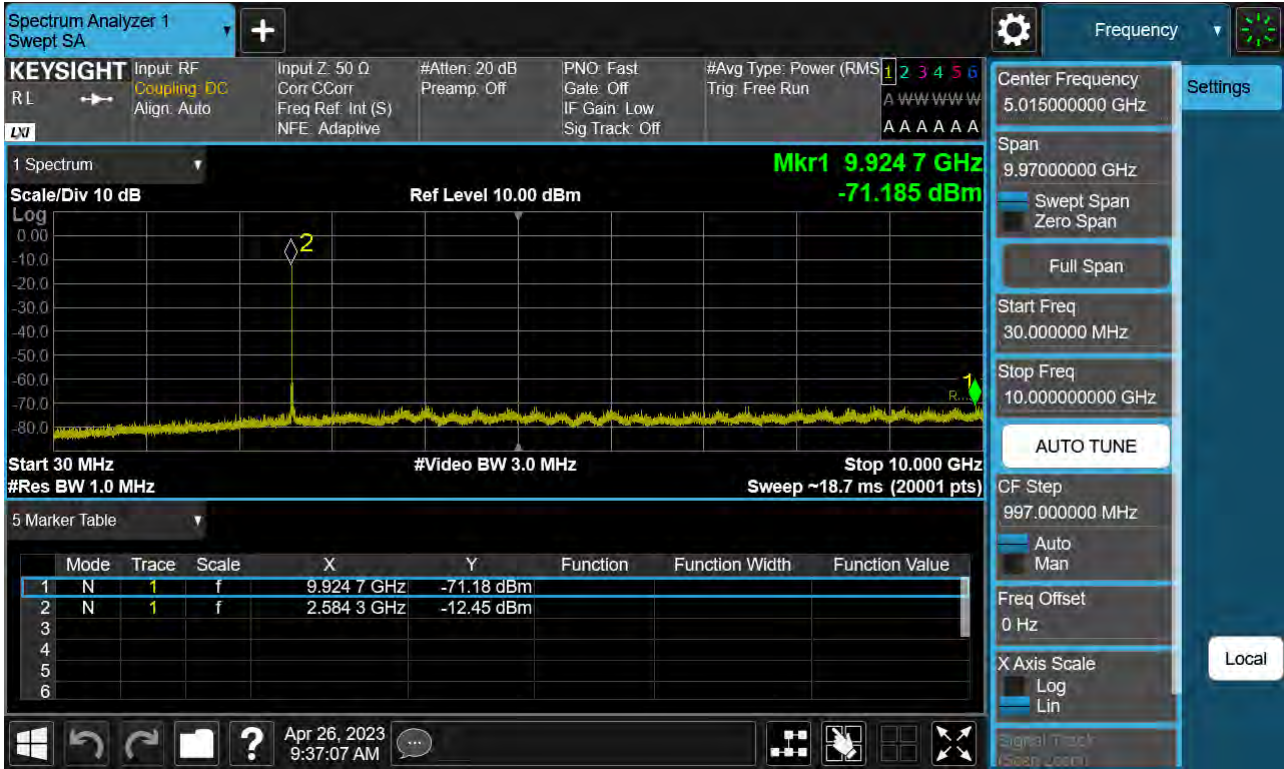 Spectrum Analyzer 1
Swept SA
+
Frequency
KEYSIGHT
RL
LXI
Input: RF
Coupling: DC
Align: Auto
Input Z: 50 Ω
Corr CCorr
Freq Ref: Int (S)
NFE: Adaptive
#Atten: 20 dB
Preamp: Off
PNO: Fast
Gate: Off
IF Gain: Low
Sig Track: Off
#Avg Type: Power (RMS
Trig: Free Run
1 2 3 4 5 6
A W W W W W
A A A A A A
1 Spectrum
Mkr1 9.924 7 GHz
-71.185 dBm
Scale/Div 10 dB
Ref Level 10.00 dBm
Log
0.00
-10.0
-20.0
-30.0
-40.0
-50.0
-60.0
-70.0
-80.0
2
1
R...
Start 30 MHz
#Video BW 3.0 MHz
Stop 10.000 GHz
#Res BW 1.0 MHz
Sweep ~18.7 ms (20001 pts)
5 Marker Table
Mode Trace Scale X Y Function Function Width Function Value
1 N 1 f 9.924 7 GHz -71.18 dBm
2 N 1 f 2.584 3 GHz -12.45 dBm
3
4
5
6
?
Apr 26, 2023
9:37:07 AM
Center Frequency
5.015000000 GHz
Settings
Span
9.97000000 GHz
Swept Span
Zero Span
Full Span
Start Freq
30.000000 MHz
Stop Freq
10.000000000 GHz
AUTO TUNE
CF Step
997.000000 MHz
Auto
Man
Freq Offset
0 Hz
X Axis Scale
Log
Lin
Local
Signal Track
(Span Zoom)